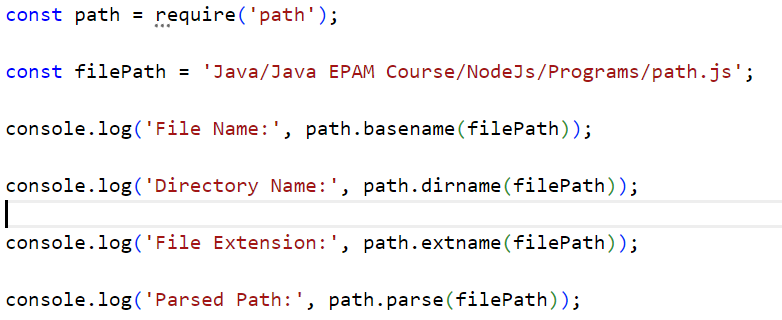 const path = require('path');
const filePath = 'Java/Java EPAM Course/NodeJs/Programs/path.js';
console.log('File Name:', path.basename(filePath));
console.log('Directory Name:', path.dirname(filePath));
console.log('File Extension:', path.extname(filePath));
console.log('Parsed Path:', path.parse(filePath));